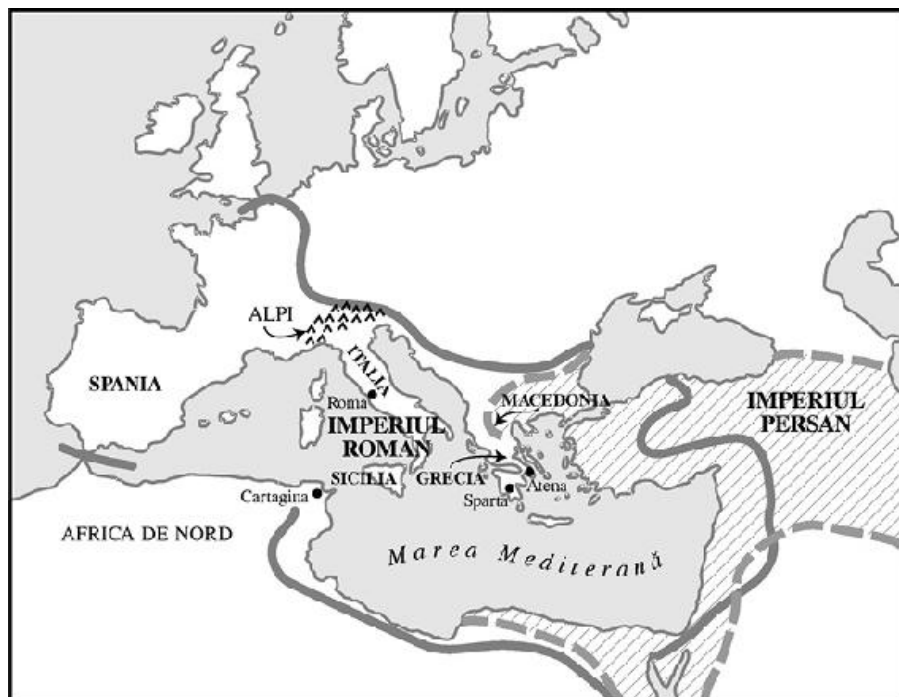 ALPI
SPANIA
ITALIA
Roma
IMPERIUL
ROMAN
MACEDONIA
IMPERIUL
PERSAN
SICILIA
GRECIA
Atena
Sparta
Cartagina
AFRICA DE NORD
Marea Mediterană